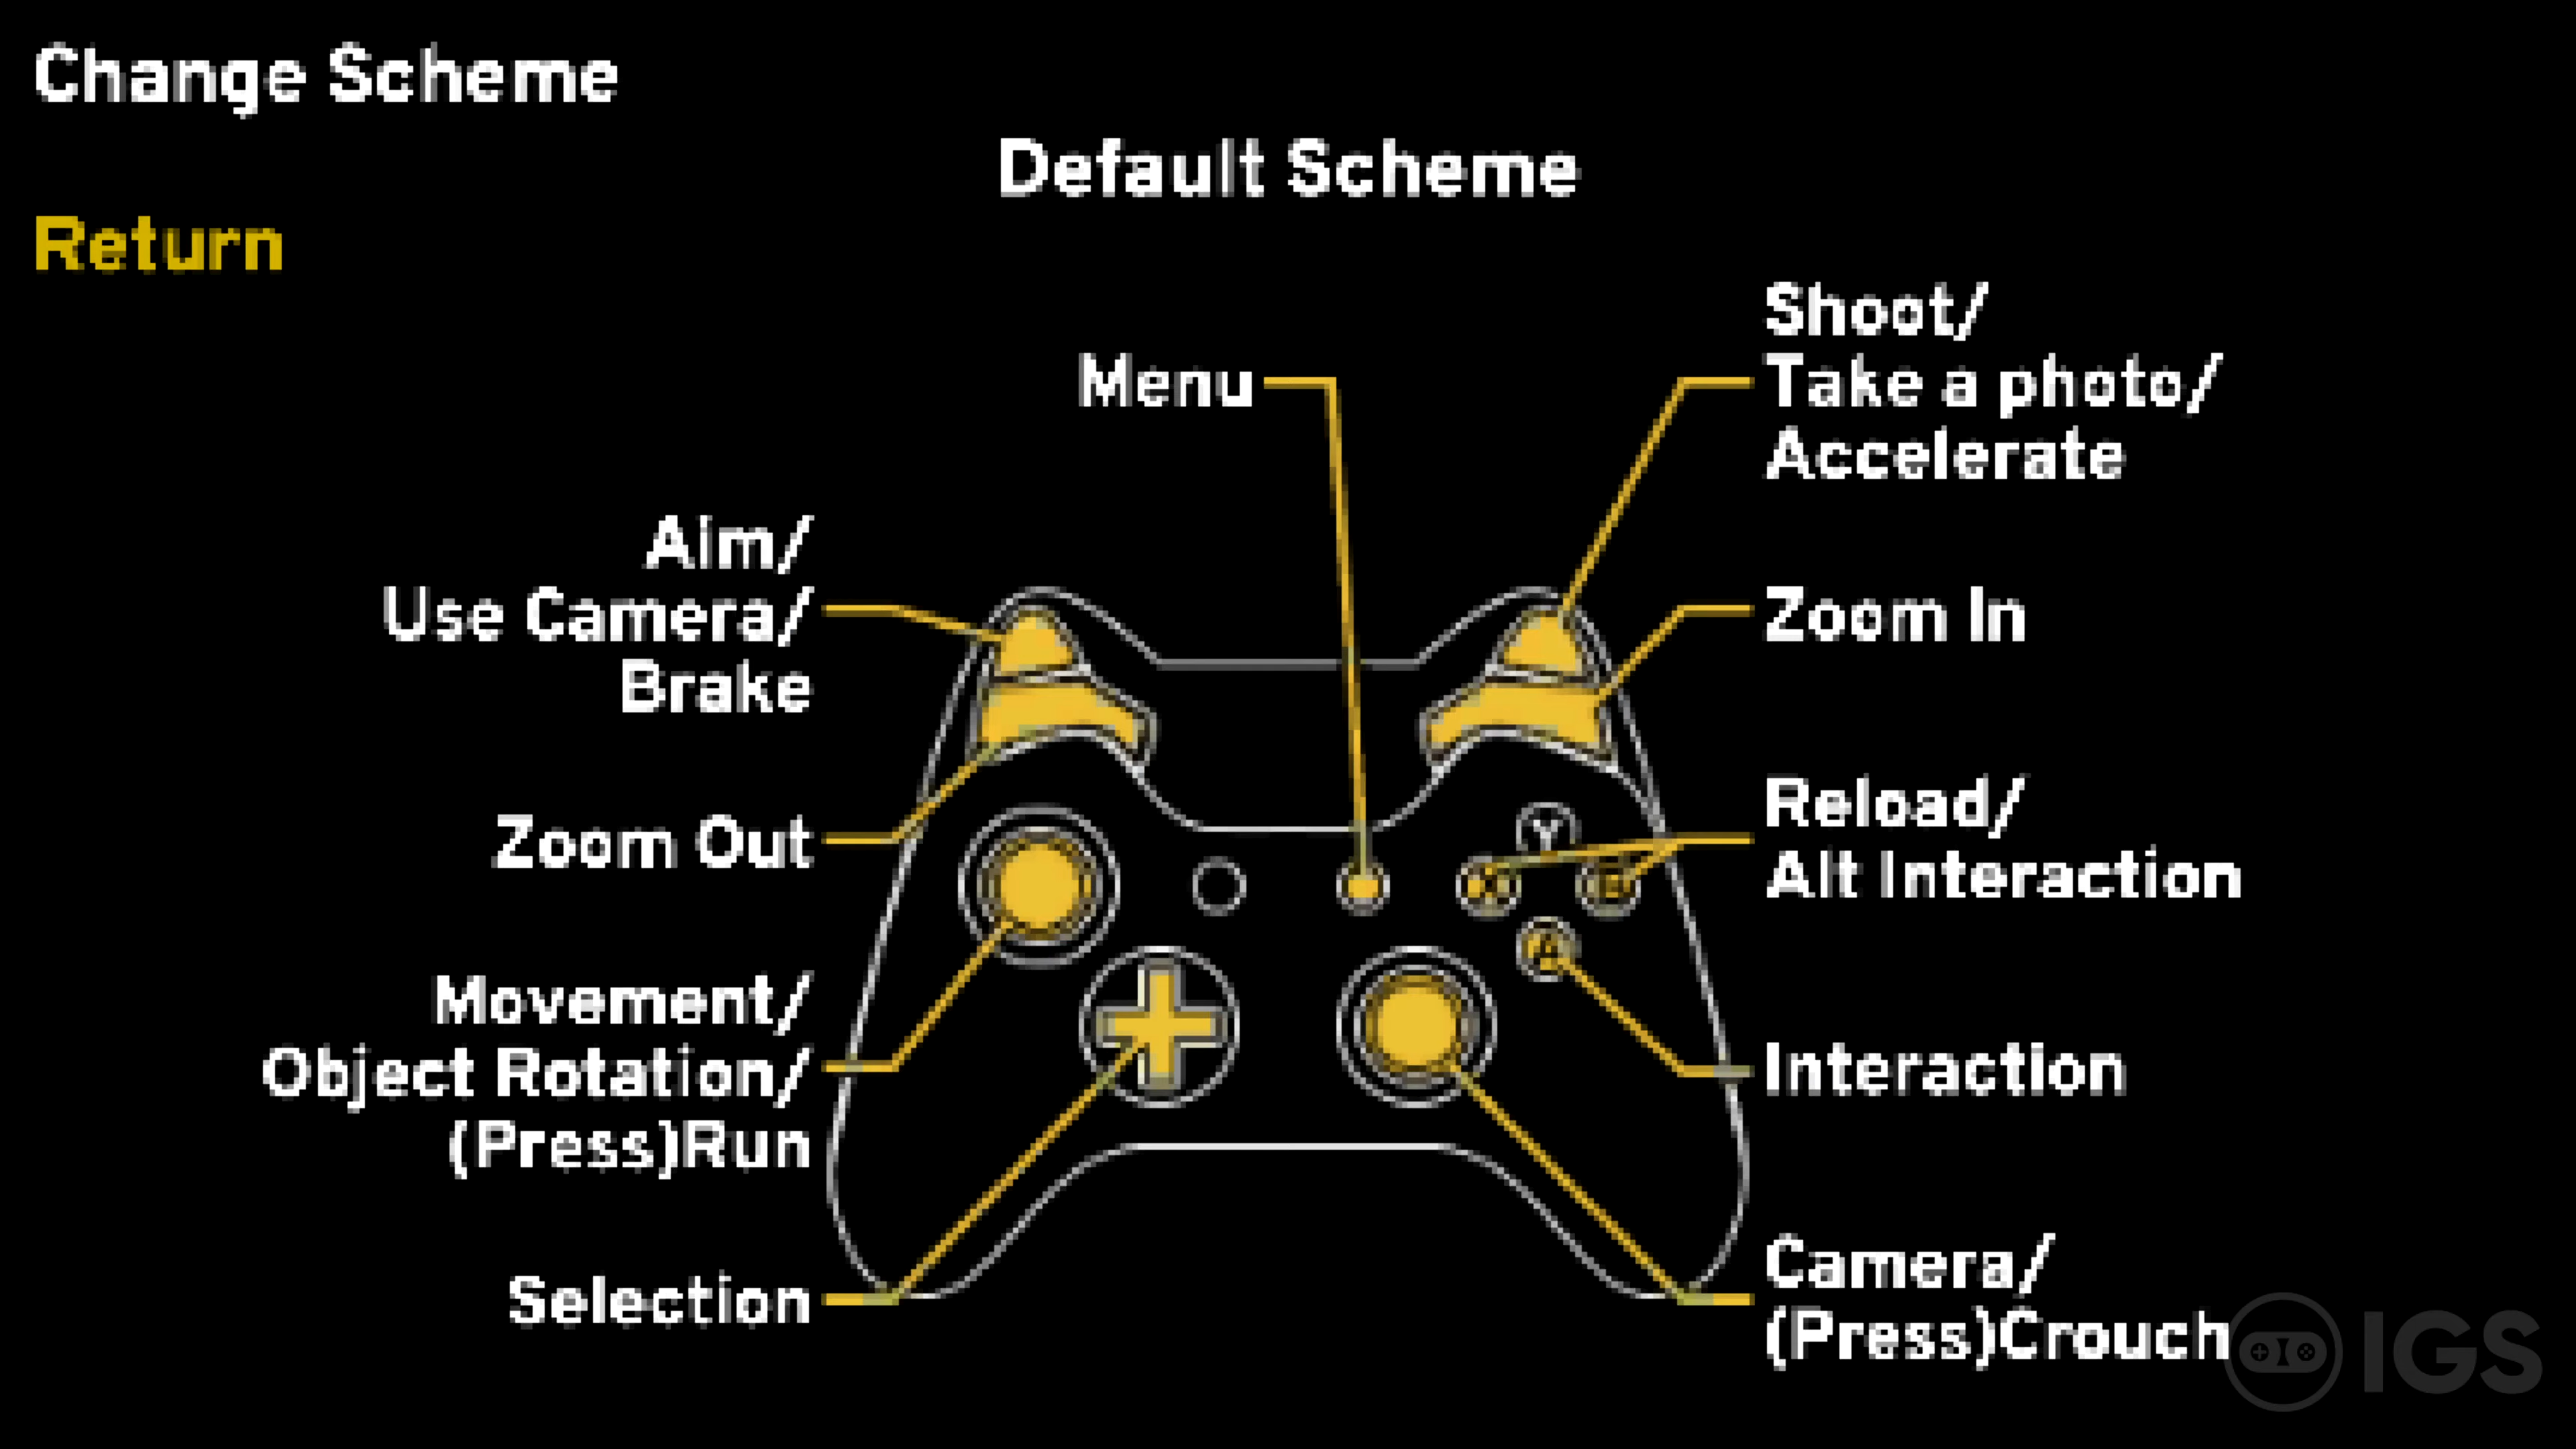 Change Scheme
Default Scheme
Return
Menu
Shoot/
Take a photo/
Accelerate
Aim/
Use Camera/
Brake
Zoom In
Zoom Out
Reload/
Alt Interaction
Y
X
B
A
Movement/
Object Rotation/
(Press)Run
Interaction
Selection
Camera/
(Press)Crouch
IGS